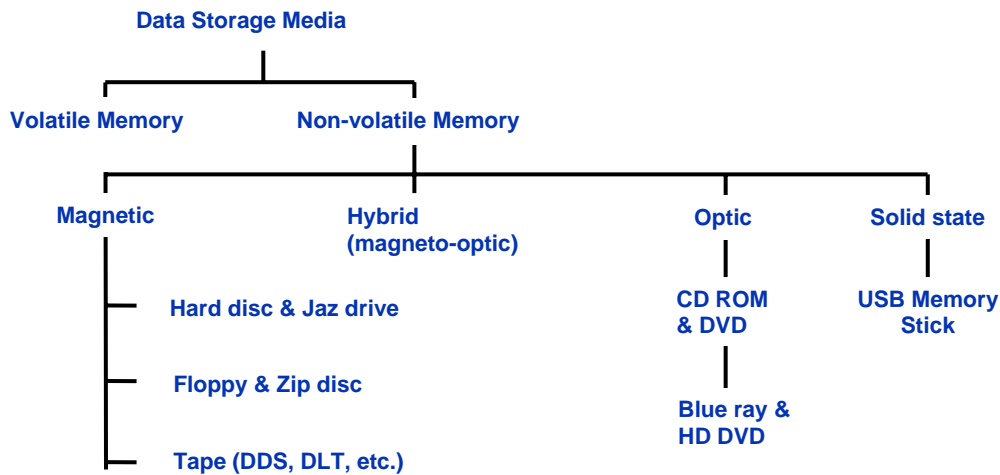 Data Storage Media
Volatile Memory
Non-volatile Memory
Magnetic
Hybrid
(magneto-optic)
Optic
Solid state
Hard disc & Jaz drive
CD ROM
& DVD
USB Memory
Stick
Floppy & Zip disc
Blue ray &
HD DVD
Tape (DDS, DLT, etc.)